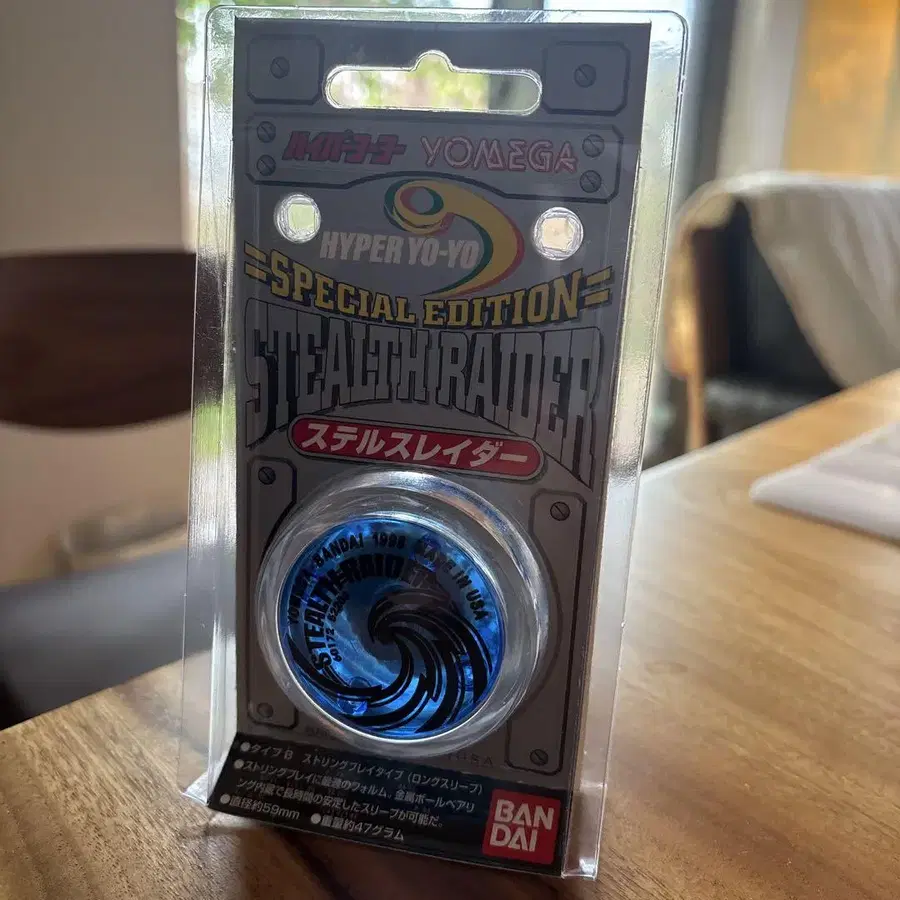 ハイパーヨーヨー YOMEGA
HYPER YO-YO
=SPECIAL EDITION=
STEALTH RAIDER
ステルスレイダー
BANDAI 1998 MADE IN USA
STEALTH RAIDER
●タイプB ストリングプレイタイプ(ロングスリープ)
●ストリングプレイに最適のフォルム。金属ボールベアリ
ング内蔵で長時間の安定したスリープが可能だ。
●直径約59mm ●重量約47グラム
BAN
DAI